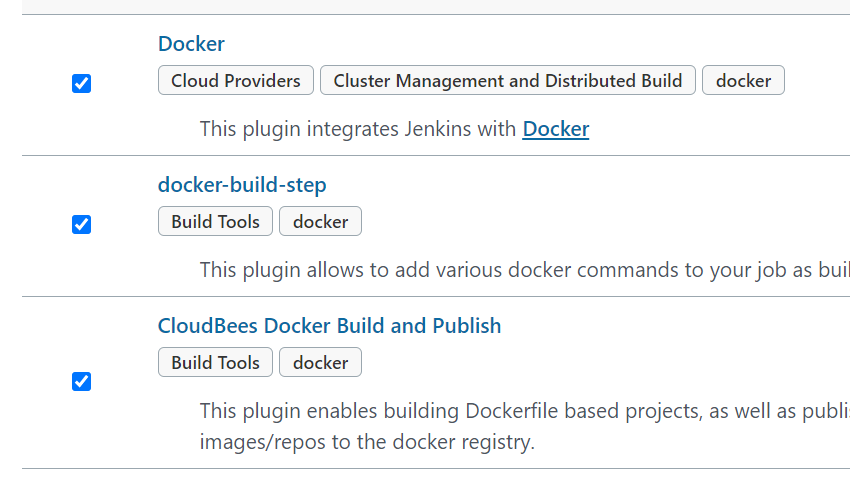 Docker
Cloud Providers Cluster Management and Distributed Build docker
This plugin integrates Jenkins with Docker
docker-build-step
Build Tools docker
This plugin allows to add various docker commands to your job as
CloudBees Docker Build and Publish
Build Tools docker
This plugin enables building Dockerfile based projects, as well as
images/repos to the docker registry.